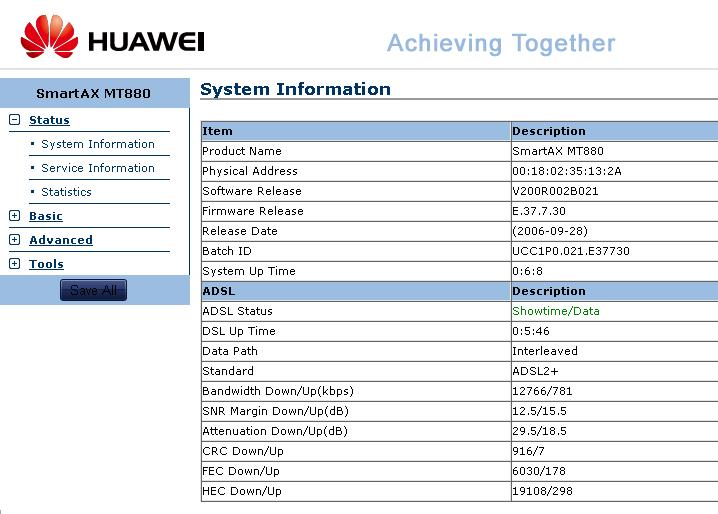 HUAWEI
Achieving Together
SmartAX MT880
Status
System Information
Service Information
Statistics
Basic
Advanced
Tools
Save All
System Information
Item Description
Product Name SmartAX MT880
Physical Address 00:18:02:35:13:2A
Software Release V200R002B021
Firmware Release E.37.7.30
Release Date (2006-09-28)
Batch ID UCC1P0.021.E37730
System Up Time 0:6:8
ADSL Description
ADSL Status Showtime/Data
DSL Up Time 0:5:46
Data Path Interleaved
Standard ADSL2+
Bandwidth Down/Up(kbps) 12766/781
SNR Margin Down/Up(dB) 12.5/15.5
Attenuation Down/Up(dB) 29.5/18.5
CRC Down/Up 916/7
FEC Down/Up 6030/178
HEC Down/Up 19108/298